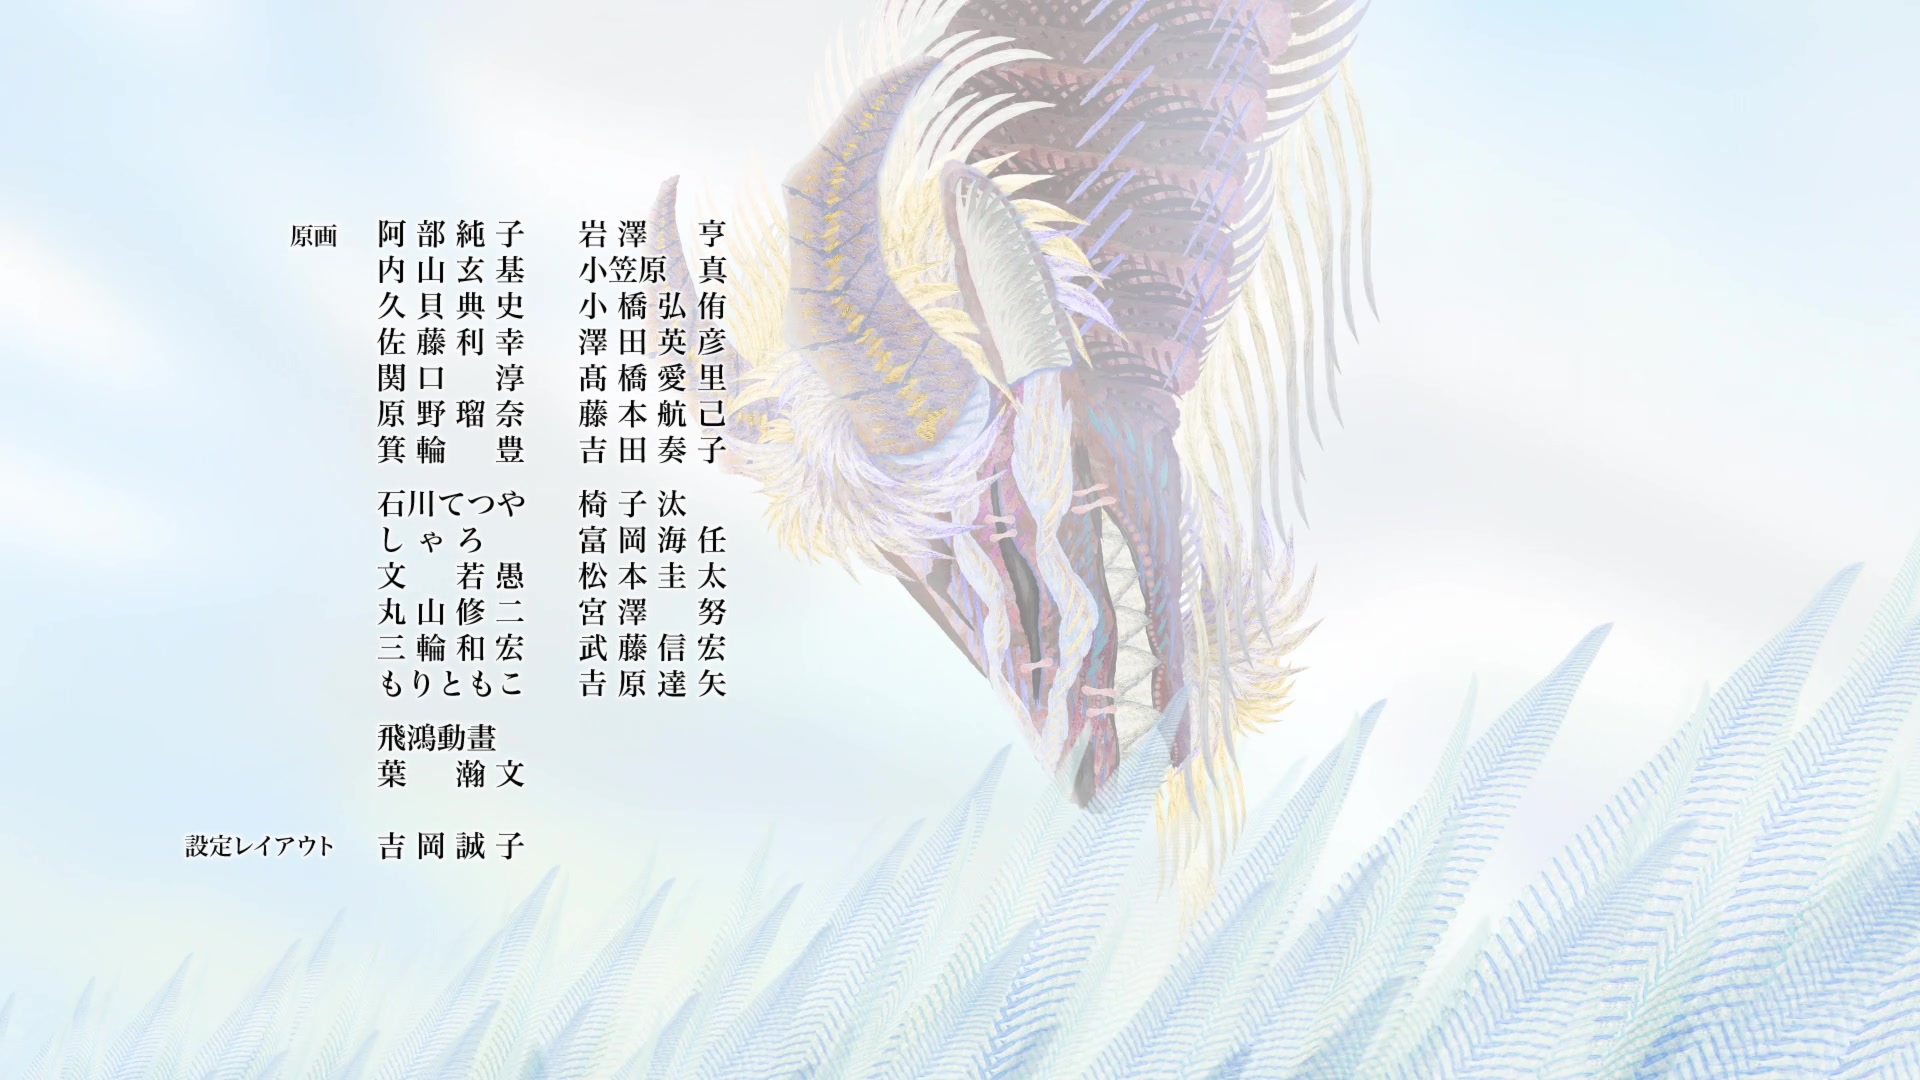 原画 阿部純子 岩澤 亨
内山玄基 小笠原 真
久貝典史 小橋弘侑
佐藤利幸 澤田英彦
関口 淳 髙橋愛里
原野瑠奈 藤本航己
箕輪 豊 吉田奏子
石川てつや 椅子汰
しゃろ 富岡海任
文 若愚 松本圭太
丸山修二 宮澤 努
三輪和宏 武藤信宏
もりともこ 𠮷原達矢
飛鴻動畫
葉 瀚文
設定レイアウト 吉岡誠子